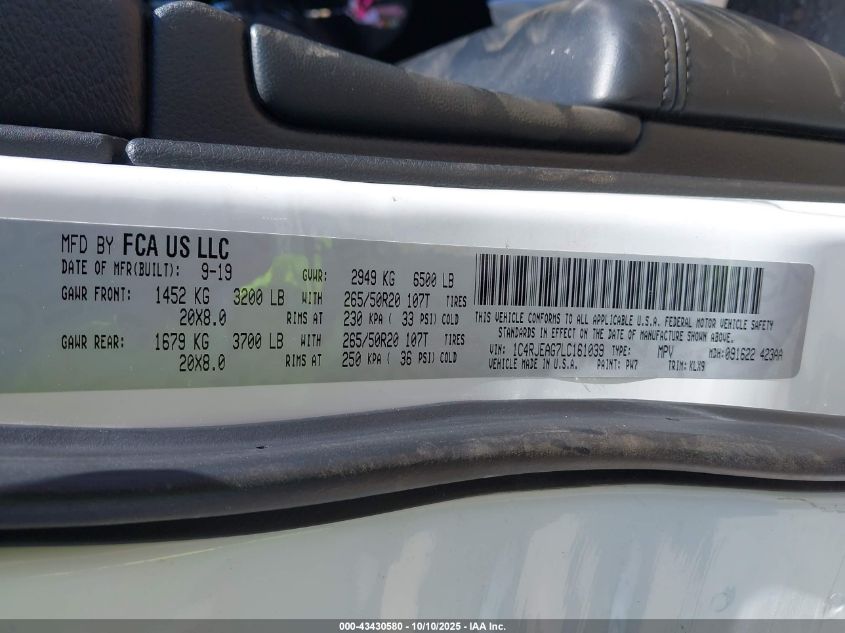 MFD BY FCA US LLC
DATE OF MFR(BUILT): 9-19 GVWR: 2949 KG 6500 LB
GAWR FRONT: 1452 KG 3200 LB WITH 265/50R20 107T TIRES
20X8.0 RIMS AT 230 KPA ( 33 PSI) COLD
GAWR REAR: 1679 KG 3700 LB WITH 265/50R20 107T TIRES
20X8.0 RIMS AT 250 KPA ( 36 PSI) COLD
THIS VEHICLE CONFORMS TO ALL APPLICABLE U.S.A. FEDERAL MOTOR VEHICLE SAFETY
STANDARDS IN EFFECT ON THE DATE OF MANUFACTURE SHOWN ABOVE.
VIN: 1C4RJEAG7LC161039 TYPE: MPV MDH: 091622 423AA
VEHICLE MADE IN U.S.A. PAINT: PW7 TRIM: KLX9
000-43430580 - 10/10/2025 - © IAA Inc.